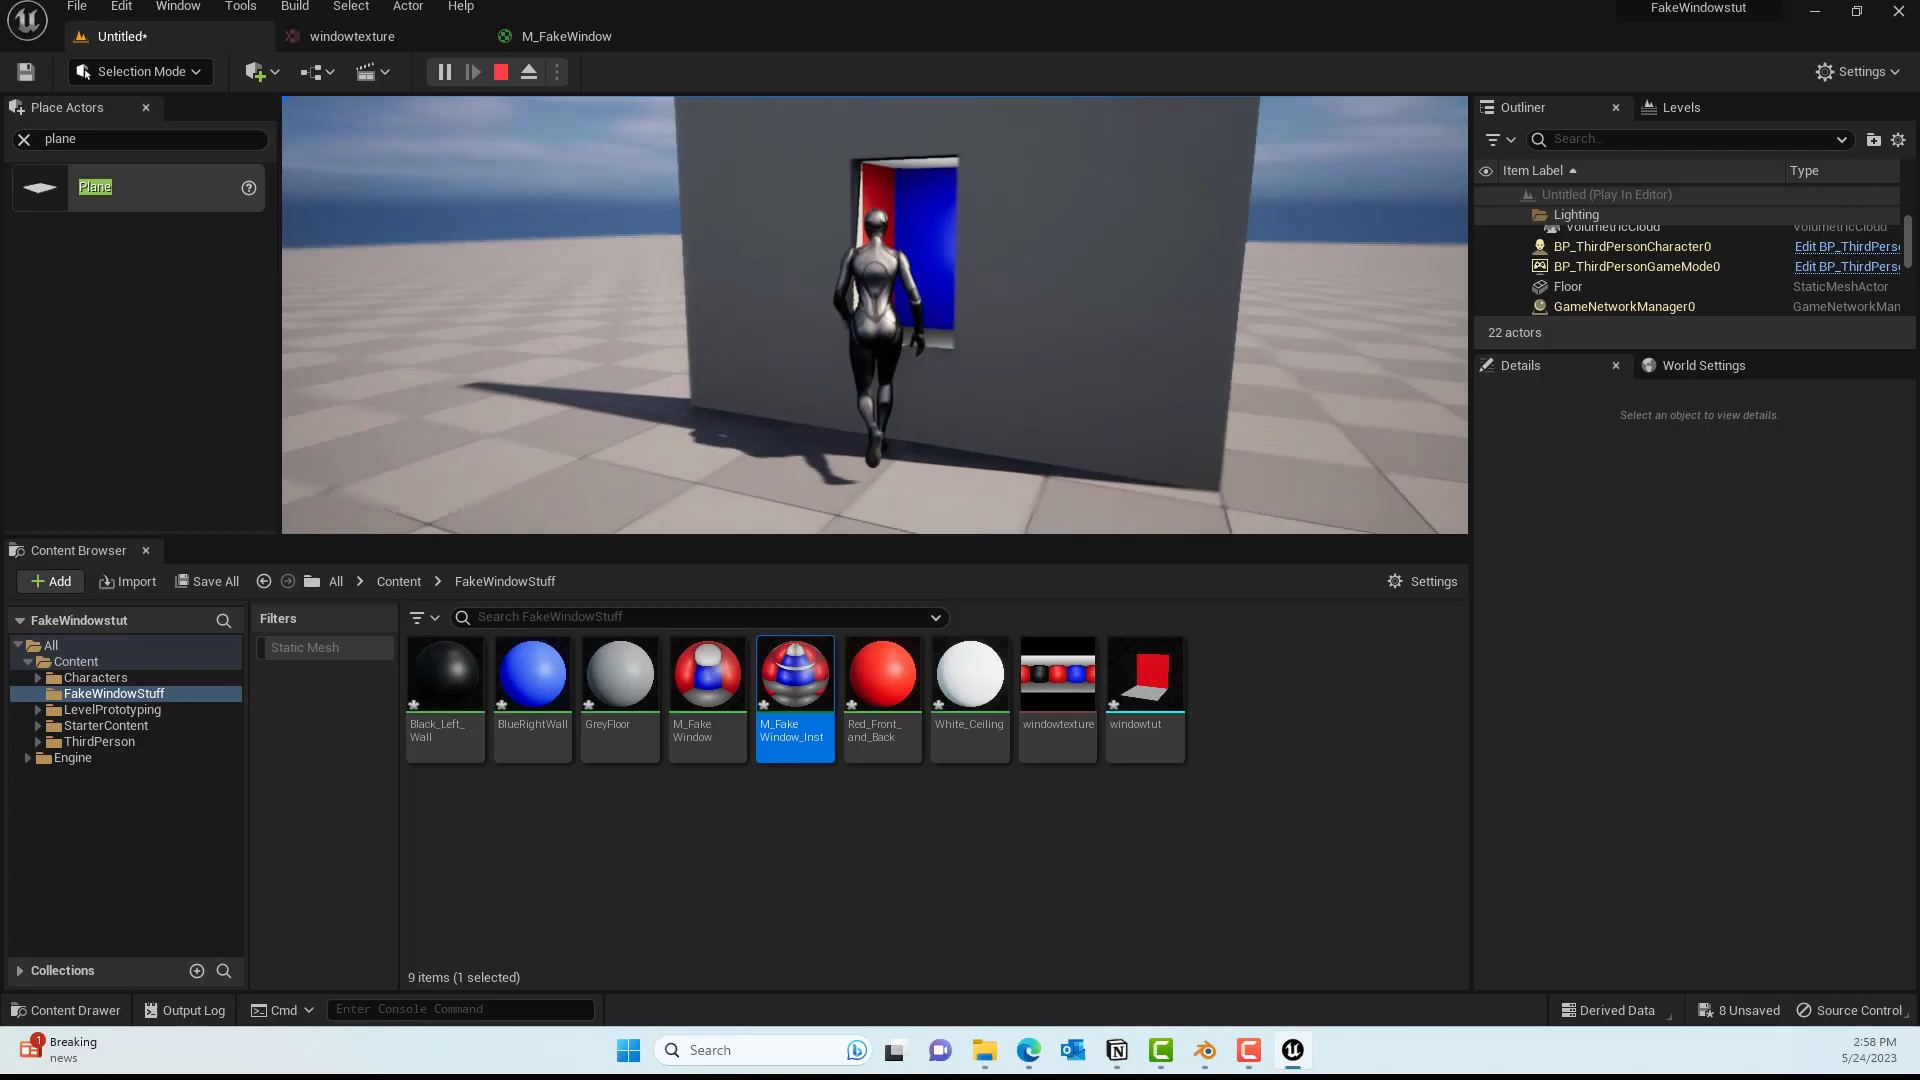 File Edit Window Tools Build Select Actor Help
FakeWindowstut
Untitled*
windowtexture
M_FakeWindow
Selection Mode
Settings
Place Actors
plane
Plane
Outliner
Levels
Search...
Item Label
Type
Untitled (Play In Editor)
Lighting
VolumetricCloud
VolumetricCloud
BP_ThirdPersonCharacter0
Edit BP_ThirdPers
BP_ThirdPersonGameMode0
Edit BP_ThirdPers
Floor
StaticMeshActor
GameNetworkManager0
GameNetworkMan
22 actors
Details
World Settings
Select an object to view details.
Content Browser
Add
Import
Save All
All
Content
FakeWindowStuff
Settings
FakeWindowstut
All
Content
Characters
FakeWindowStuff
LevelPrototyping
StarterContent
ThirdPerson
Engine
Collections
Filters
Static Mesh
Search FakeWindowStuff
Black_Left_
Wall
BlueRightWall
GreyFloor
M_Fake
Window
M_Fake
Window_Inst
Red_Front_
and_Back
White_Ceiling
windowtexture
windowtut
9 items (1 selected)
Content Drawer
Output Log
Cmd
Enter Console Command
Derived Data
8 Unsaved
Source Control
1
Breaking
news
Search
2:58 PM
5/24/2023